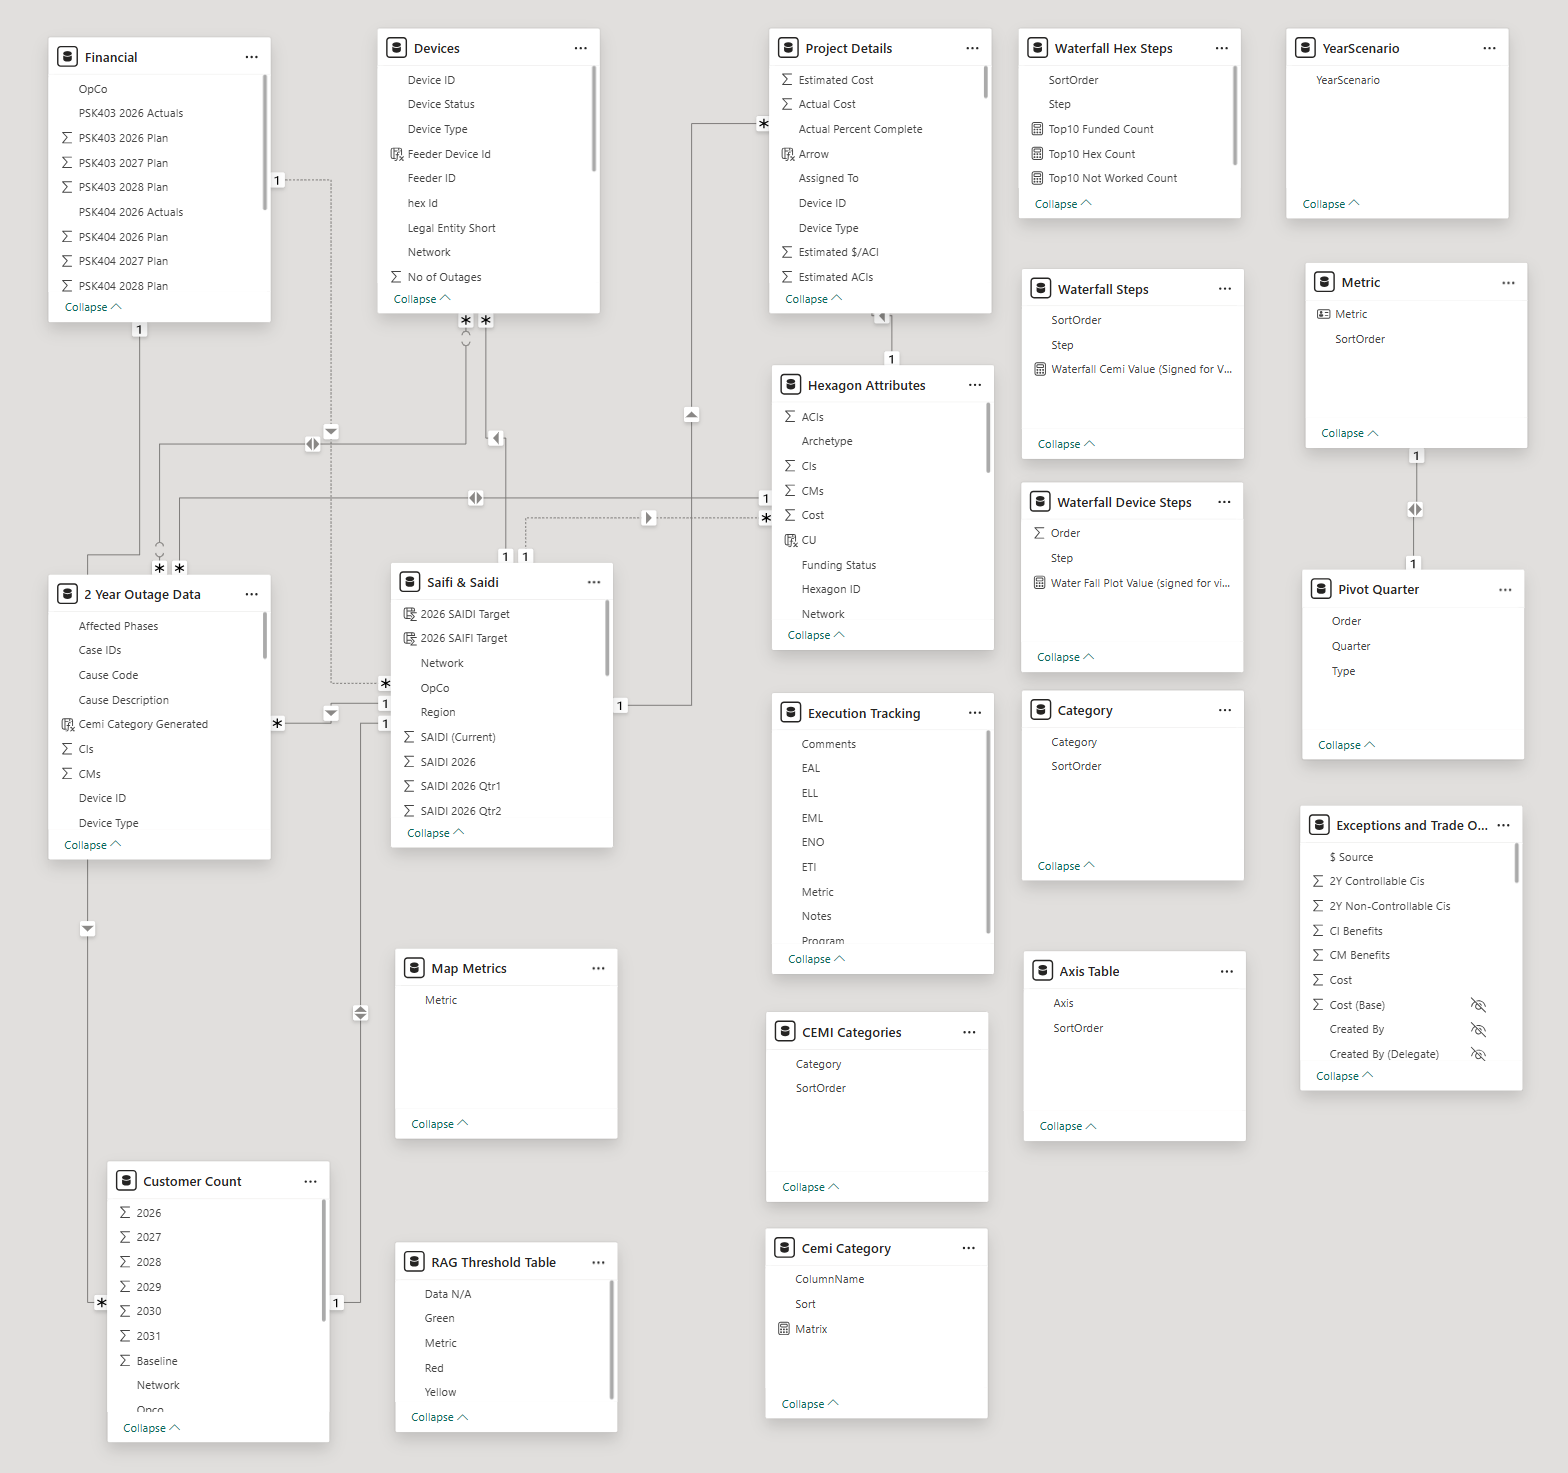 Financial
OpCo
PSK403 2026 Actuals
PSK403 2026 Plan
PSK403 2027 Plan
PSK403 2028 Plan
PSK404 2026 Actuals
PSK404 2026 Plan
PSK404 2027 Plan
PSK404 2028 Plan
Collapse
Devices
Device ID
Device Status
Device Type
Feeder Device Id
Feeder ID
hex Id
Legal Entity Short
Network
No of Outages
Collapse
Project Details
Estimated Cost
Actual Cost
Actual Percent Complete
Arrow
Assigned To
Device ID
Device Type
Estimated $/ACI
Estimated ACIs
Collapse
Waterfall Hex Steps
SortOrder
Step
Top10 Funded Count
Top10 Hex Count
Top10 Not Worked Count
Collapse
YearScenario
YearScenario
Collapse
Waterfall Steps
SortOrder
Step
Waterfall Cemi Value (Signed for V...
Collapse
Metric
Metric
SortOrder
Collapse
Hexagon Attributes
ACIs
Archetype
CIs
CMs
Cost
CU
Funding Status
Hexagon ID
Network
Collapse
Waterfall Device Steps
Order
Step
Water Fall Plot Value (signed for vi...
Collapse
Pivot Quarter
Order
Quarter
Type
Collapse
2 Year Outage Data
Affected Phases
Case IDs
Cause Code
Cause Description
Cemi Category Generated
CIs
CMs
Device ID
Device Type
Collapse
Saifi & Saidi
2026 SAIDI Target
2026 SAIFI Target
Network
OpCo
Region
SAIDI (Current)
SAIDI 2026
SAIDI 2026 Qtr1
SAIDI 2026 Qtr2
Collapse
Execution Tracking
Comments
EAL
ELL
EML
ENO
ETI
Metric
Notes
Program
Collapse
Category
Category
SortOrder
Collapse
Exceptions and Trade O...
$ Source
2Y Controllable Cis
2Y Non-Controllable Cis
CI Benefits
CM Benefits
Cost
Cost (Base)
Created By
Created By (Delegate)
Collapse
Map Metrics
Metric
Collapse
CEMI Categories
Category
SortOrder
Collapse
Axis Table
Axis
SortOrder
Collapse
Customer Count
2026
2027
2028
2029
2030
2031
Baseline
Network
Opco
Collapse
RAG Threshold Table
Data N/A
Green
Metric
Red
Yellow
Collapse
Cemi Category
ColumnName
Sort
Matrix
Collapse
1
1
*
*
*
1
1
*
*
*
1
1
*
1
1
*
1
1
1
1
*
1